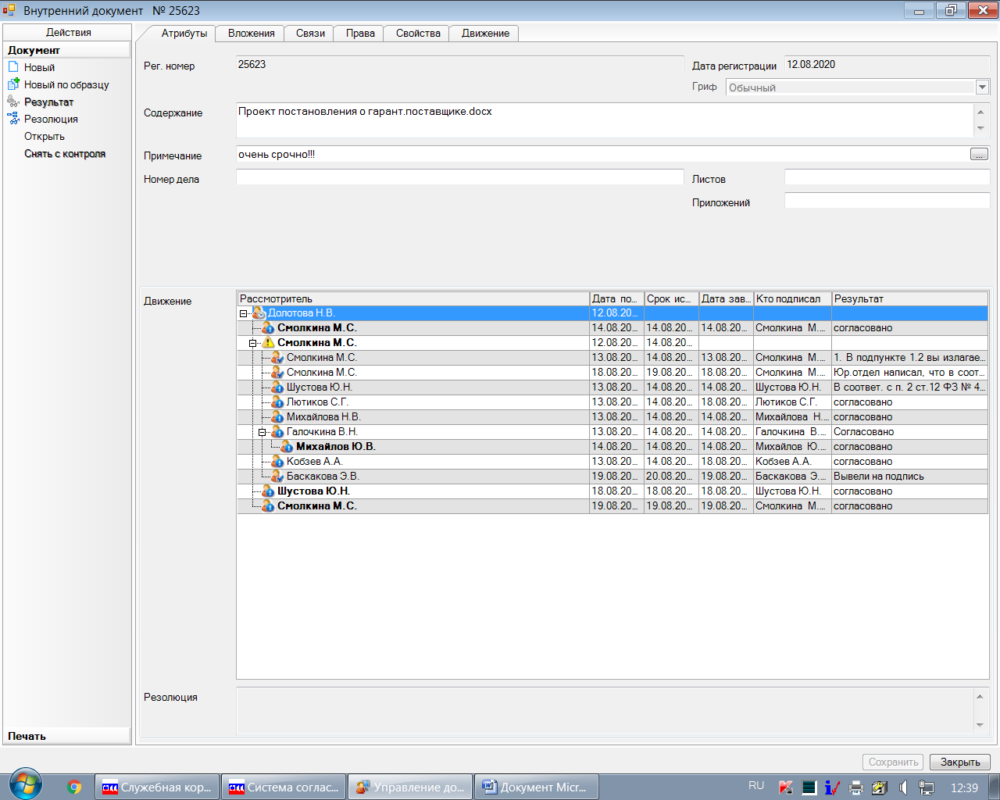 Внутренний документ № 25623
Действия
Документ
Новый
Новый по образцу
Результат
Резолюция
Открыть
Снять с контроля
Печать
Атрибуты Вложения Связи Права Свойства Движение
Рег. номер 25623 Дата регистрации 12.08.2020
Гриф Обычный
Содержание Проект постановления о гарант.поставщике.docx
Примечание очень срочно!!! ...
Номер дела Листов
Приложений
Движение
Рассмотритель Дата по... Срок ис... Дата зав... Кто подписал Результат
Долотова Н.В. 12.08.20...
Смолкина М.С. 14.08.20... 14.08.20... 14.08.20... Смолкина М.... согласовано
Смолкина М.С. 12.08.20... 14.08.20...
Смолкина М.С. 13.08.20... 14.08.20... 13.08.20... Смолкина М.... 1. В подпункте 1.2 вы излагае...
Смолкина М.С. 18.08.20... 19.08.20... 18.08.20... Смолкина М.... Юр.отдел написал, что в соот...
Шустова Ю.Н. 13.08.20... 14.08.20... 14.08.20... Шустова Ю.Н. В соответ. с п. 2 ст.12 ФЗ № 4...
Лютиков С.Г. 13.08.20... 14.08.20... 18.08.20... Лютиков С.Г. согласовано
Михайлова Н.В. 13.08.20... 14.08.20... 14.08.20... Михайлова Н.... согласовано
Галочкина В.Н. 13.08.20... 14.08.20... 14.08.20... Галочкина В.... Согласовано
Михайлов Ю.В. 14.08.20... 14.08.20... 14.08.20... Михайлов Ю.... согласовано
Кобзев А.А. 13.08.20... 14.08.20... 18.08.20... Кобзев А.А. согласовано
Баскакова Э.В. 19.08.20... 20.08.20... 19.08.20... Баскакова Э.... Вывели на подпись
Шустова Ю.Н. 18.08.20... 18.08.20... 18.08.20... Шустова Ю.Н. согласовано
Смолкина М.С. 19.08.20... 19.08.20... 19.08.20... Смолкина М.... согласовано
Резолюция
Сохранить Закрыть
Служебная кор... Система соглас... Управление до... Документ Micr... RU 12:39